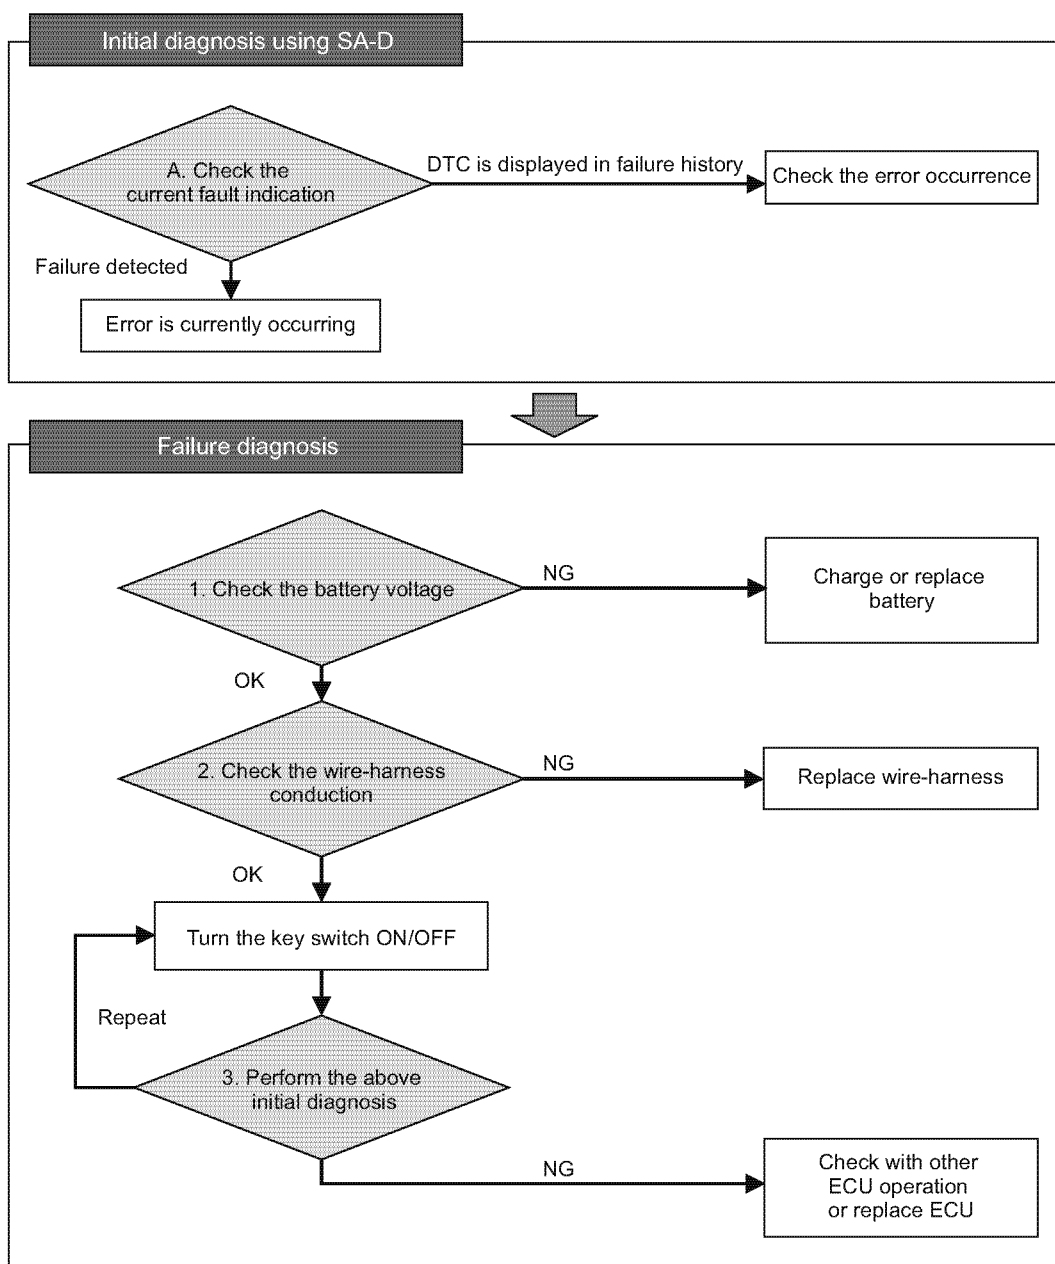 Initial diagnosis using SA-D
A. Check the
current fault indication
DTC is displayed in failure history
Check the error occurrence
Failure detected
Error is currently occurring
Failure diagnosis
1. Check the battery voltage
NG
Charge or replace
battery
OK
2. Check the wire-harness
conduction
NG
Replace wire-harness
OK
Turn the key switch ON/OFF
Repeat
3. Perform the above
initial diagnosis
NG
Check with other
ECU operation
or replace ECU